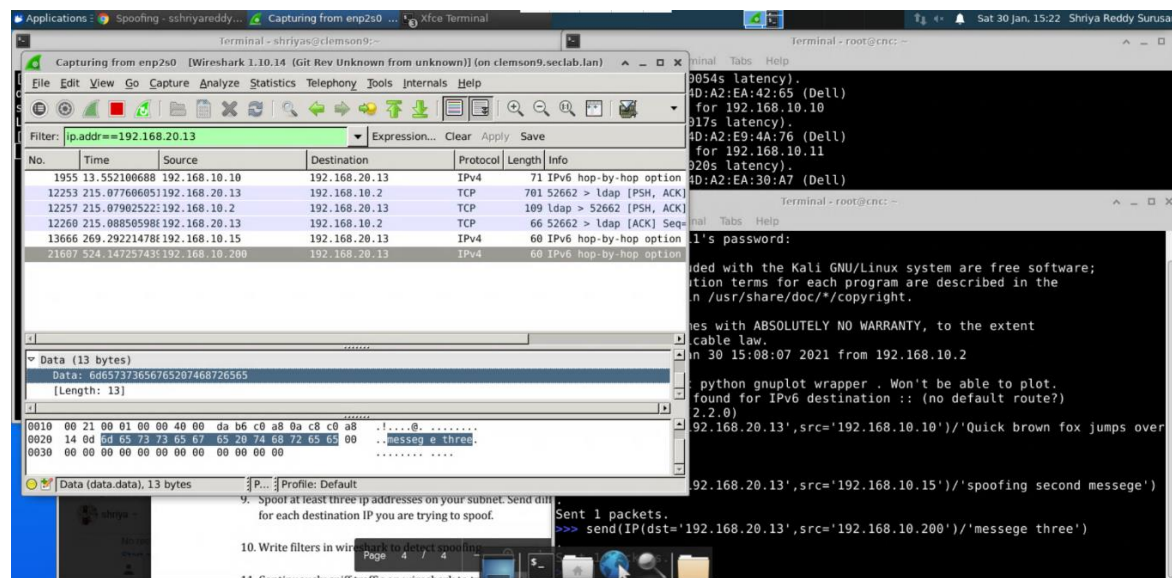 Applications : Spoofing - sshriyareddy... Capturing from enp2s0 ... Xfce Terminal Sat 30 Jan, 15:22 Shriya Reddy Surusa
Terminal - shriyas@clemson9:~
Capturing from enp2s0 [Wireshark 1.10.14 (Git Rev Unknown from unknown)] (on clemson9.seclab.lan)
File Edit View Go Capture Analyze Statistics Telephony Tools Internals Help
Filter: ip.addr==192.168.20.13 Expression... Clear Apply Save
No. Time Source Destination Protocol Length Info
1955 13.552100688 192.168.10.10 192.168.20.13 IPv4 71 IPv6 hop-by-hop option
12253 215.077606051 192.168.20.13 192.168.10.2 TCP 701 52662 > ldap [PSH, ACK]
12257 215.079025223 192.168.10.2 192.168.20.13 TCP 109 ldap > 52662 [PSH, ACK]
12260 215.088505988 192.168.20.13 192.168.10.2 TCP 66 52662 > ldap [ACK] Seq=
13666 269.292214788 192.168.10.15 192.168.20.13 IPv4 60 IPv6 hop-by-hop option
21607 524.147257439 192.168.10.200 192.168.20.13 IPv4 60 IPv6 hop-by-hop option
Data (13 bytes)
Data: 6d657373656765207468726565
[Length: 13]
0010 00 21 00 01 00 00 40 00 da b6 c0 a8 0a c8 c0 a8 .!....@. ........
0020 14 0d 6d 65 73 73 65 67 65 20 74 68 72 65 65 00 ..messeg e three.
0030 00 00 00 00 00 00 00 00 00 00 00 00 ........ ....
Data (data.data), 13 bytes P... Profile: Default
Terminal - root@cnc: ~
minal Tabs Help
0054s latency).
4D:A2:EA:42:65 (Dell)
for 192.168.10.10
017s latency).
4D:A2:E9:4A:76 (Dell)
for 192.168.10.11
020s latency).
4D:A2:EA:30:A7 (Dell)
Terminal - root@cnc: ~
nal Tabs Help
1's password:
uded with the Kali GNU/Linux system are free software;
ution terms for each program are described in the
in /usr/share/doc/*/copyright.
mes with ABSOLUTELY NO WARRANTY, to the extent
cable law.
an 30 15:08:07 2021 from 192.168.10.2
t python gnuplot wrapper . Won't be able to plot.
found for IPv6 destination :: (no default route?)
2.2.0)
92.168.20.13',src='192.168.10.10')/'Quick brown fox jumps over
92.168.20.13',src='192.168.10.15')/'spoofing second messege')
.
Sent 1 packets.
>>> send(IP(dst='192.168.20.13',src='192.168.10.200')/'messege three')
shriya
9. Spoof at least three ip addresses on your subnet. Send diff
for each destination IP you are trying to spoof.
10. Write filters in wireshark to detect spoofing
Page 4 / 4